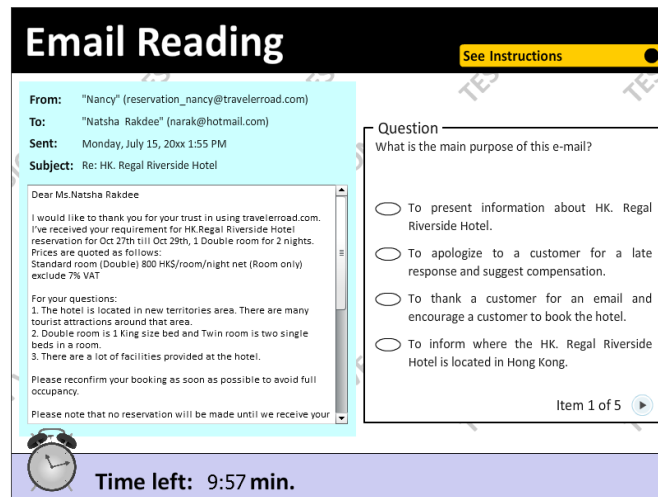 Email Reading
See Instructions
From: "Nancy" (reservation_nancy@travelerroad.com)
To: "Natsha Rakdee" (narak@hotmail.com)
Sent: Monday, July 15, 20xx 1:55 PM
Subject: Re: HK. Regal Riverside Hotel
Dear Ms.Natsha Rakdee
I would like to thank you for your trust in using travelerroad.com.
I've received your requirement for HK.Regal Riverside Hotel
reservation for Oct 27th till Oct 29th, 1 Double room for 2 nights.
Prices are quoted as follows:
Standard room (Double) 800 HK$/room/night net (Room only)
exclude 7% VAT
For your questions:
1. The hotel is located in new territories area. There are many
tourist attractions around that area.
2. Double room is 1 King size bed and Twin room is two single
beds in a room.
3. There are a lot of facilities provided at the hotel.
Please reconfirm your booking as soon as possible to avoid full
occupancy.
Please note that no reservation will be made until we receive your
Question
What is the main purpose of this e-mail?
To present information about HK. Regal
Riverside Hotel.
To apologize to a customer for a late
response and suggest compensation.
To thank a customer for an email and
encourage a customer to book the hotel.
To inform where the HK. Regal Riverside
Hotel is located in Hong Kong.
Item 1 of 5
Time left: 9:57 min.